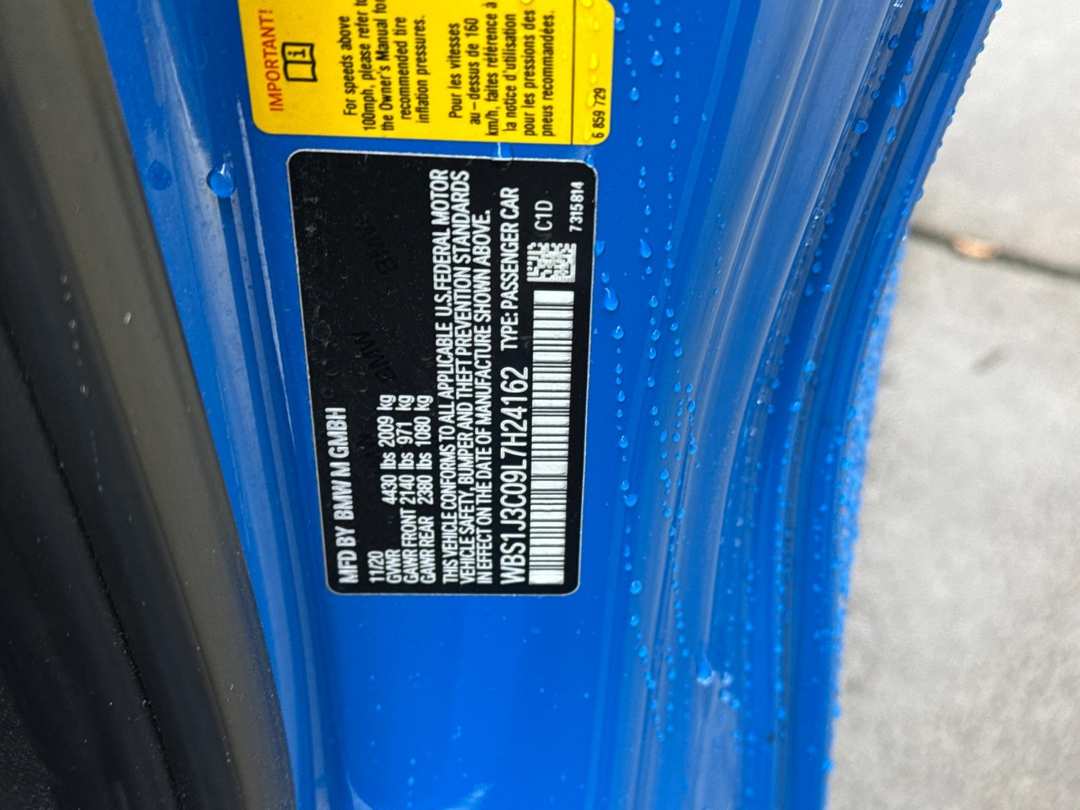 IMPORTANT!
For speeds above
100mph, please refer to
the Owner's Manual for
recommended tire
inflation pressures.
Pour les vitesses
au-dessus de 160
km/h, faites référence à
la notice d'utilisation
pour les pressions des
pneus recommandées.
6 859 729
MFD BY BMW M GMBH
11/20
GWR 4430 lbs 2009 kg
GAWR FRONT 2140 lbs 971 kg
GAWR REAR 2380 lbs 1080 kg
THIS VEHICLE CONFORMS TO ALL APPLICABLE U.S.FEDERAL MOTOR
VEHICLE SAFETY, BUMPER AND THEFT PREVENTION STANDARDS
IN EFFECT ON THE DATE OF MANUFACTURE SHOWN ABOVE.
WBS1J3C09L7H24162 TYPE: PASSENGER CAR
C1D
7315814